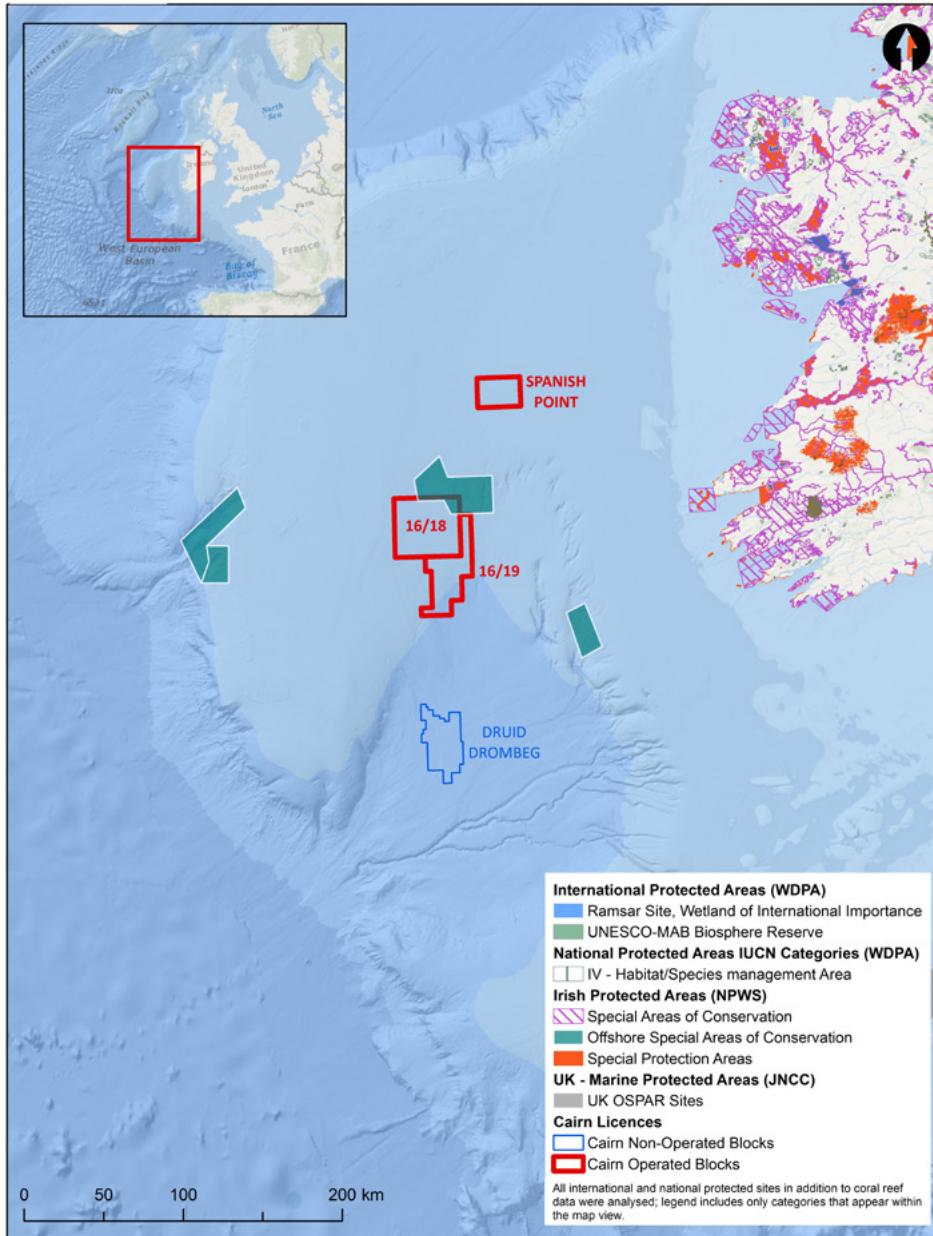 North
Sea
United
Kingdom
London
Paris
France
West European
Basin
Bay of
Biscay
SPANISH
POINT
16/18
16/19
DRUID
DROMBEG
International Protected Areas (WDPA)
Ramsar Site, Wetland of International Importance
UNESCO-MAB Biosphere Reserve
National Protected Areas IUCN Categories (WDPA)
IV - Habitat/Species management Area
Irish Protected Areas (NPWS)
Special Areas of Conservation
Offshore Special Areas of Conservation
Special Protection Areas
UK - Marine Protected Areas (JNCC)
UK OSPAR Sites
Cairn Licences
Cairn Non-Operated Blocks
Cairn Operated Blocks
All international and national protected sites in addition to coral reef
data were analysed; legend includes only categories that appear within
the map view.
0 100 200 km